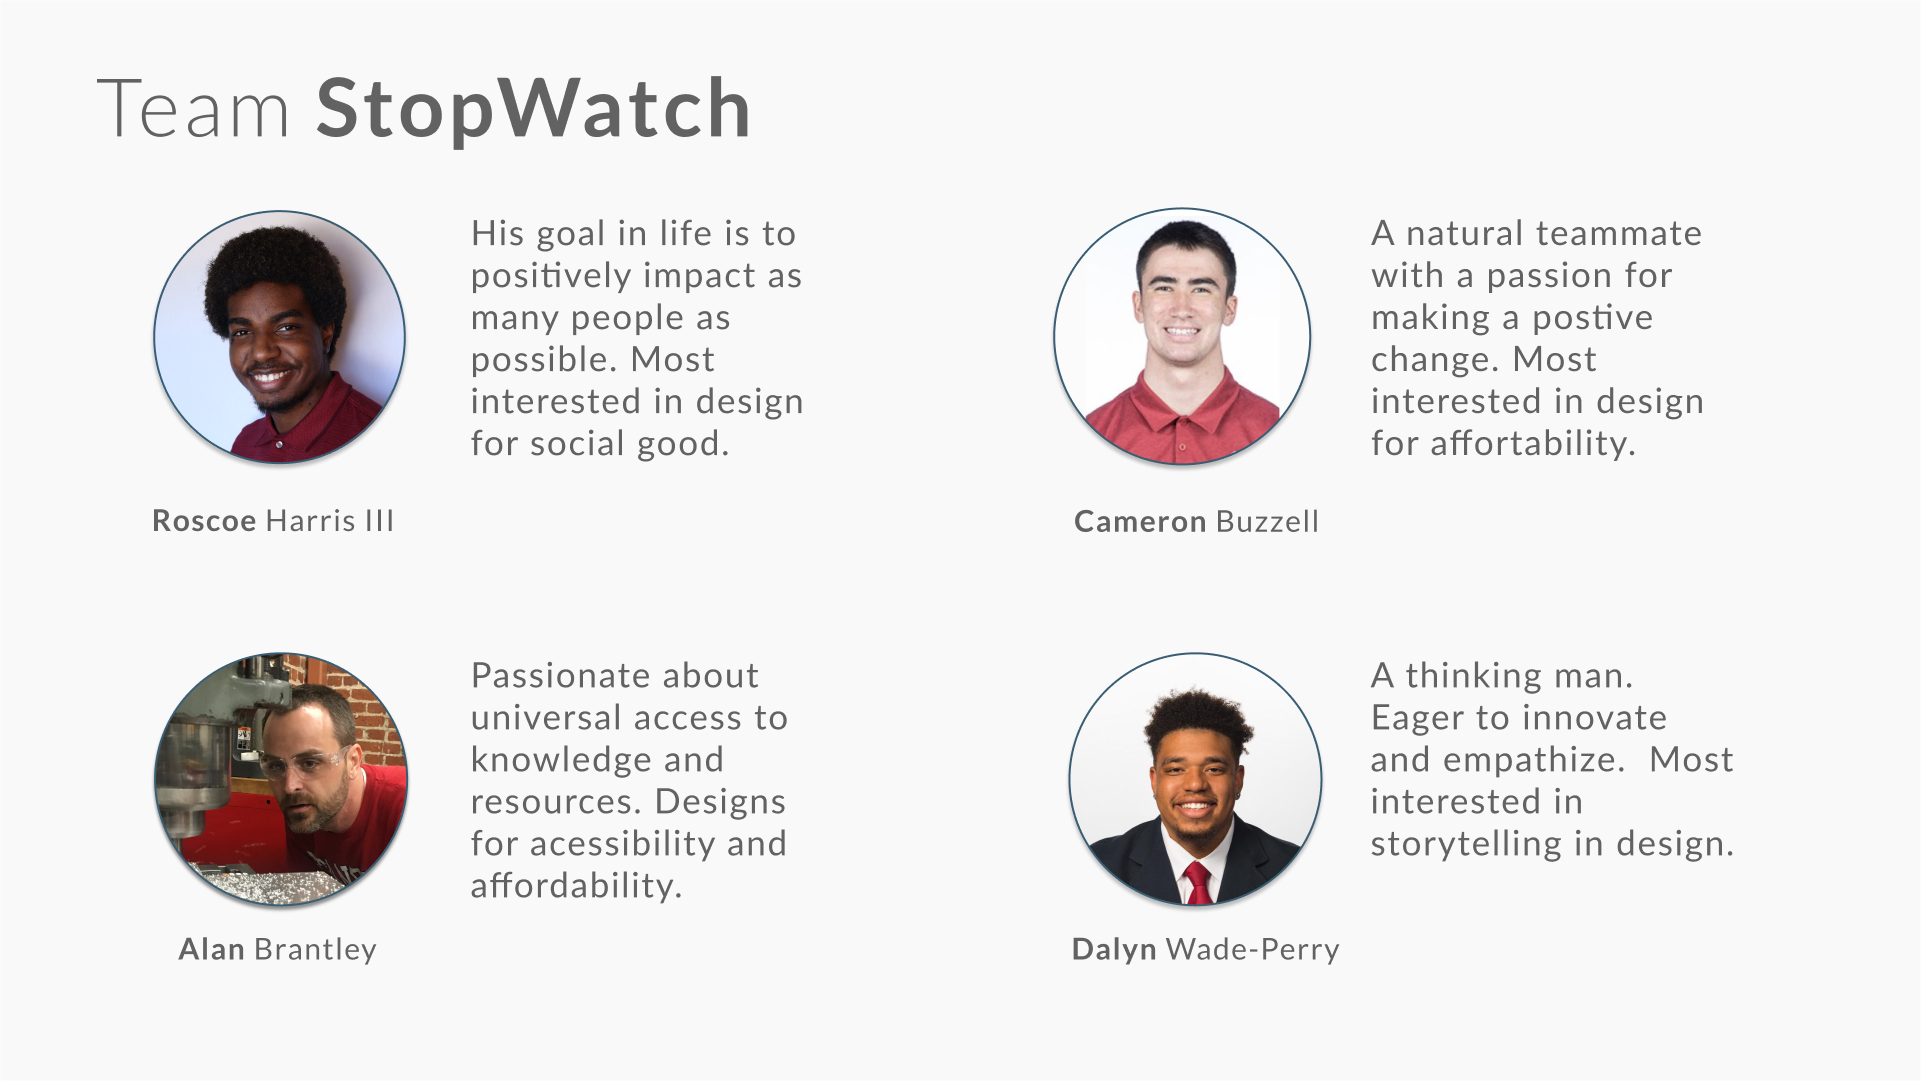 Team StopWatch
His goal in life is to
positively impact as
many people as
possible. Most
interested in design
for social good.
Roscoe Harris III
A natural teammate
with a passion for
making a postive
change. Most
interested in design
for affortability.
Cameron Buzzell
Passionate about
universal access to
knowledge and
resources. Designs
for acessibility and
affordability.
Alan Brantley
A thinking man.
Eager to innovate
and empathize.  Most
interested in
storytelling in design.
Dalyn Wade-Perry